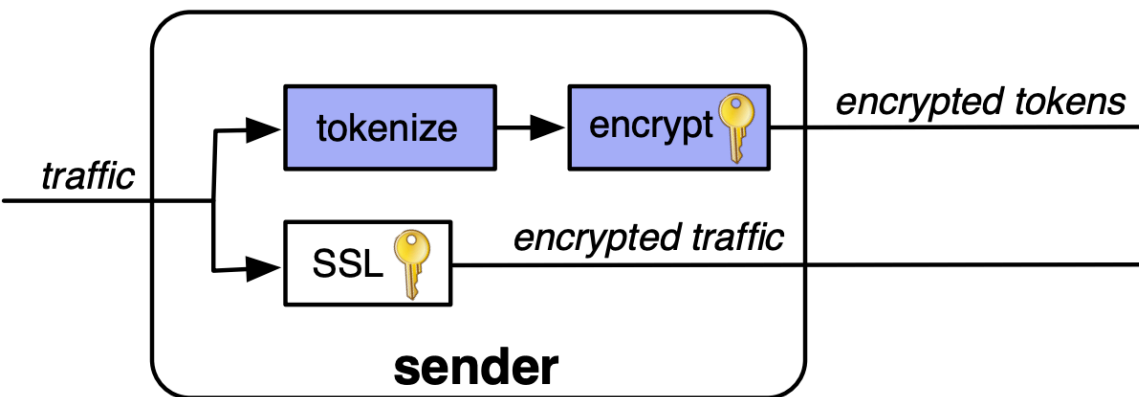 traffic
tokenize
encrypt
encrypted tokens
SSL
encrypted traffic
sender